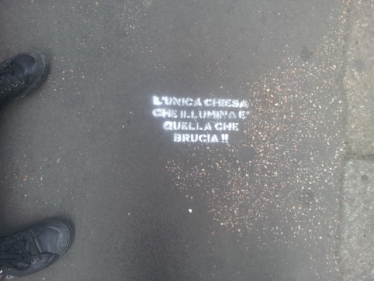 L'UNICA CHIESA
CHE ILLUMINA E'
QUELLA CHE
BRUCIA!!